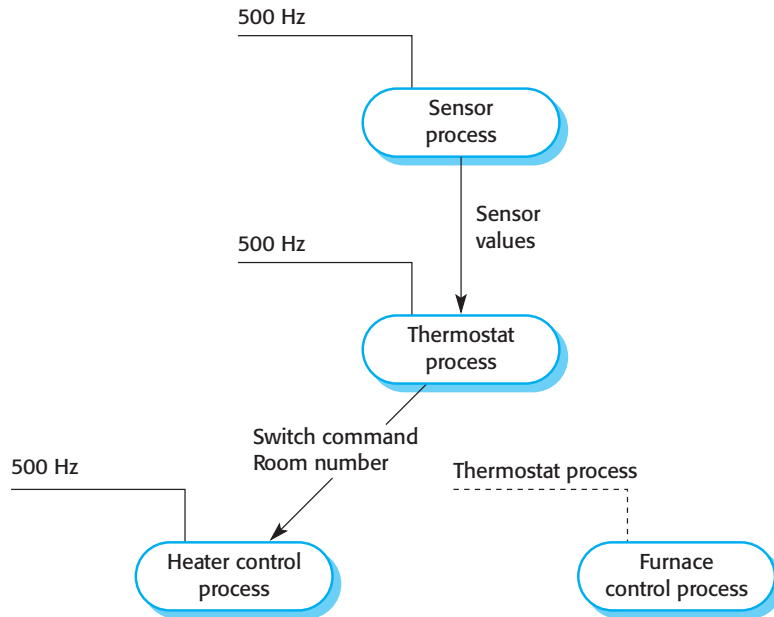 500 Hz
Sensor
process
Sensor
values
500 Hz
Thermostat
process
Switch command
Room number
500 Hz
Thermostat process
Heater control
process
Furnace
control process